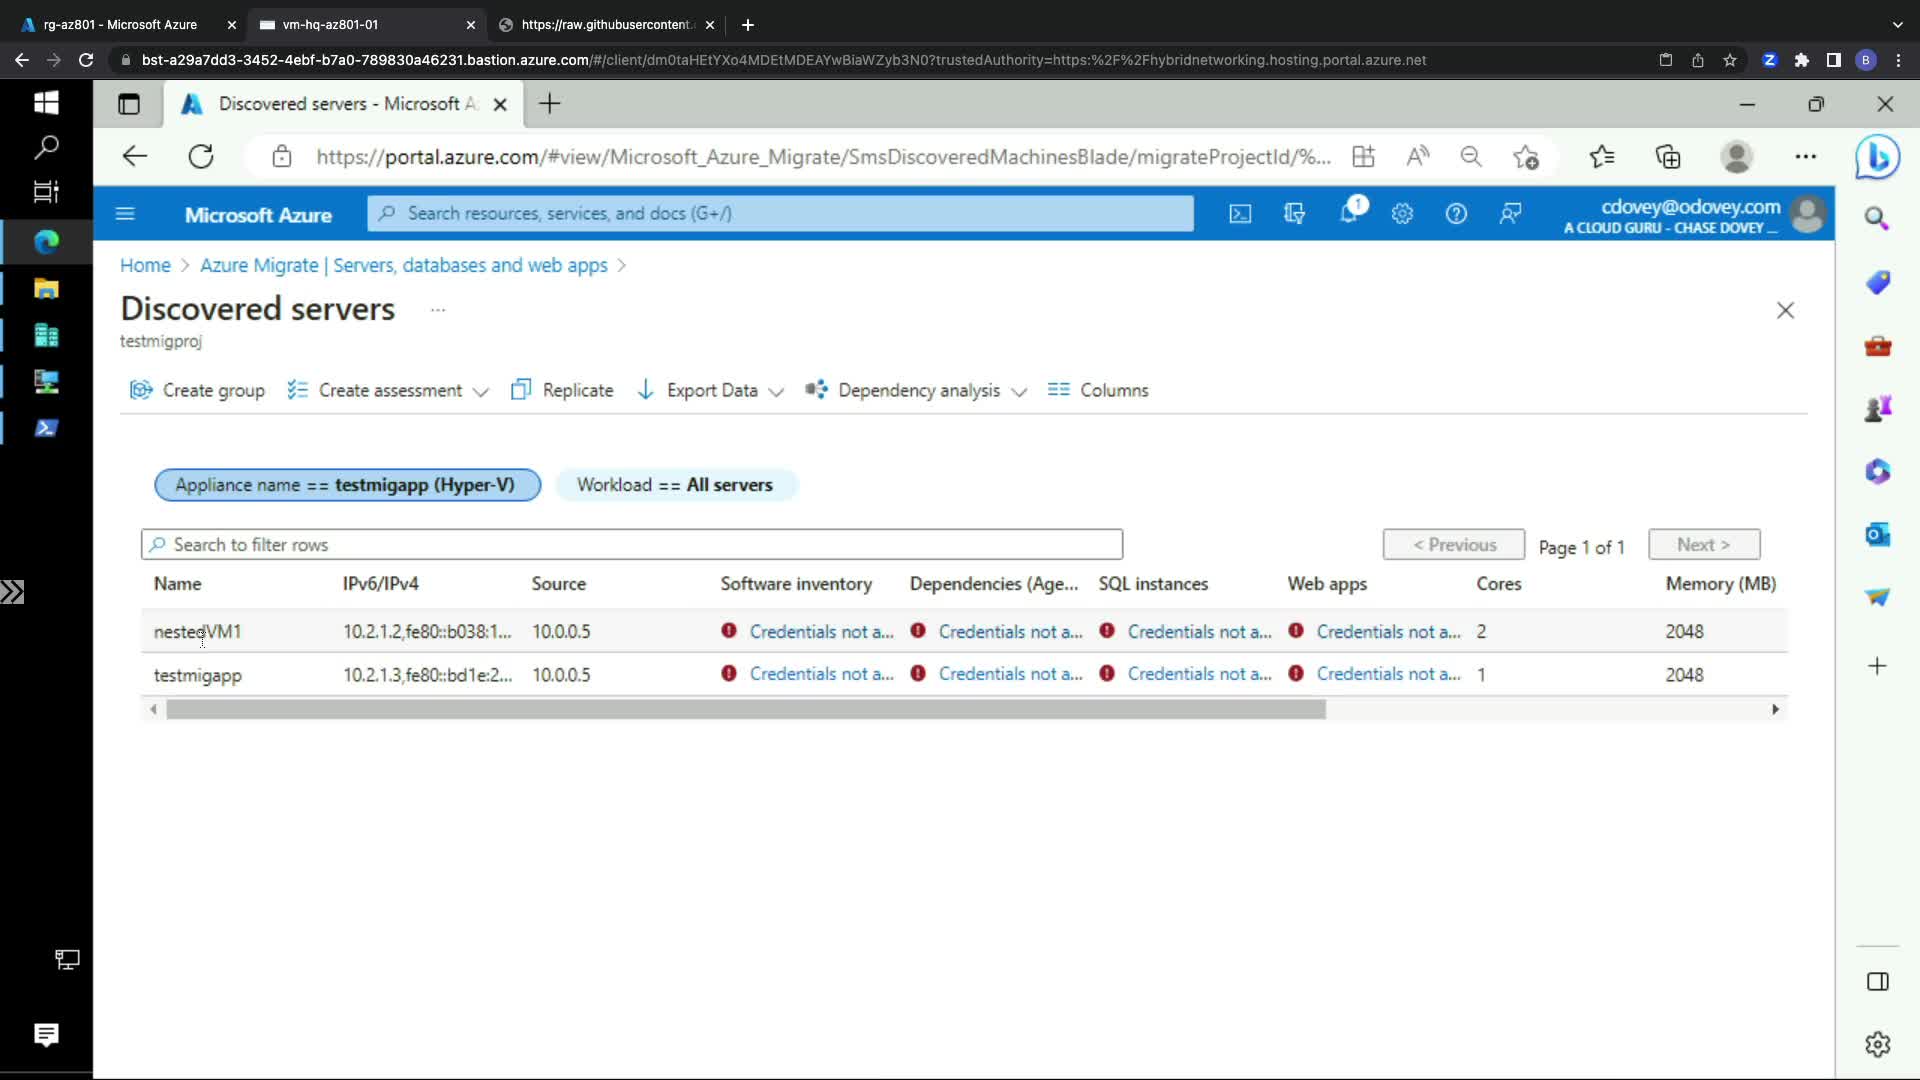 rg-az801 - Microsoft Azure
vm-hq-az801-01
https://raw.githubusercontent.
bst-a29a7dd3-3452-4ebf-b7a0-789830a46231.bastion.azure.com/#/client/dm0taHEtYXo4MDEtMDEAYwBiaWZyb3N0?trustedAuthority=https:%2F%2Fhybridnetworking.hosting.portal.azure.net
B
Discovered servers - Microsoft A
https://portal.azure.com/#view/Microsoft_Azure_Migrate/SmsDiscoveredMachinesBlade/migrateProjectId/%...
Microsoft Azure
Search resources, services, and docs (G+/)
1
cdovey@odovey.com
A CLOUD GURU - CHASE DOVEY ...
Home > Azure Migrate | Servers, databases and web apps >
Discovered servers ...
testmigproj
Create group Create assessment Replicate Export Data Dependency analysis Columns
Appliance name == testmigapp (Hyper-V) Workload == All servers
Search to filter rows
< Previous Page 1 of 1 Next >
Name IPv6/IPv4 Source Software inventory Dependencies (Age... SQL instances Web apps Cores Memory (MB)
nestedVM1 10.2.1.2,fe80::b038:1... 10.0.0.5 Credentials not a... Credentials not a... Credentials not a... Credentials not a... 2 2048
testmigapp 10.2.1.3,fe80::bd1e:2... 10.0.0.5 Credentials not a... Credentials not a... Credentials not a... Credentials not a... 1 2048